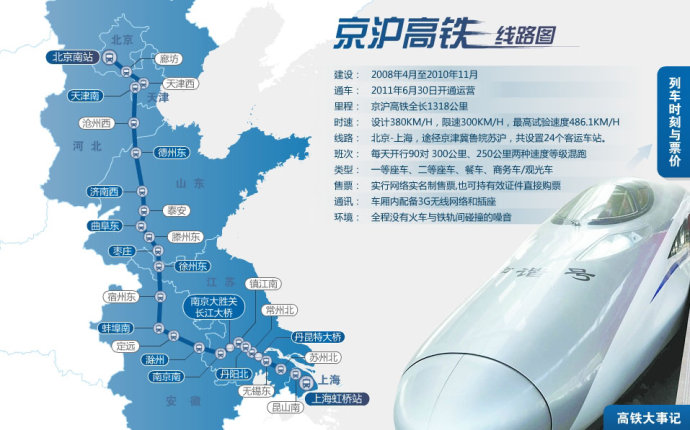 京沪高铁 线路图
建设： 2008年4月至2010年11月
通车： 2011年6月30日开通运营
里程： 京沪高铁全长1318公里
时速： 设计380KM/H，限速300KM/H，最高试验速度486.1KM/H
线路： 北京-上海，途径京津冀鲁皖苏沪，共设置24个客运车站。
班次： 每天开行90对 300公里、250公里两种速度等级混跑
类型： 一等座车、二等座车、餐车、商务车/观光车
售票： 实行网络实名制售票,也可持有效证件直接购票
通讯： 车厢内配备3G无线网络和插座
环境： 全程没有火车与铁轨间碰撞的噪音
列车时刻与票价
北京
北京南站
廊坊
天津西
天津南
天津
沧州西
河北
德州东
山东
济南西
泰安
曲阜东
滕州东
枣庄
徐州东
江苏
镇江南
宿州东
南京大胜关
长江大桥
常州北
蚌埠南
丹昆特大桥
定远
苏州北
滁州
丹阳北
上海
南京南
无锡东
上海虹桥站
安徽
昆山南
和谐号
高铁大事记